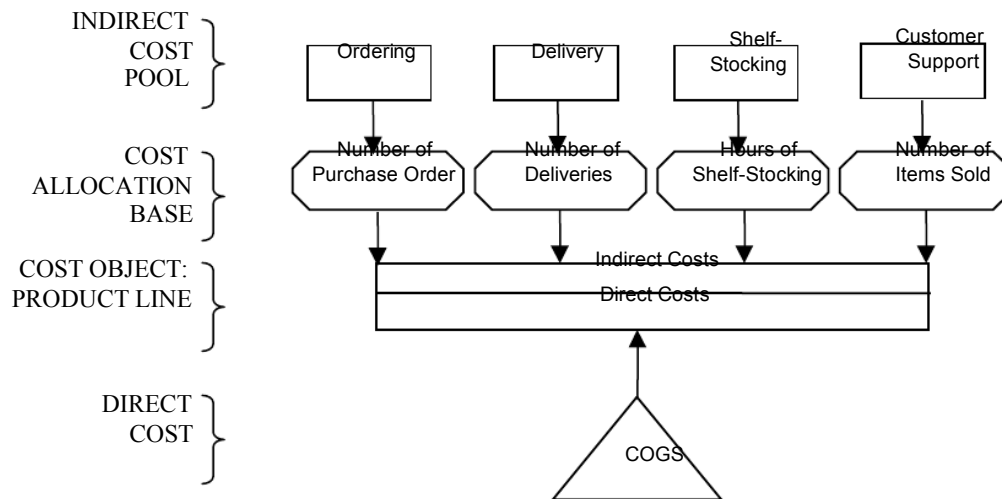 INDIRECT
COST
POOL
Ordering
Delivery
Shelf-
Stocking
Customer
Support
COST
ALLOCATION
BASE
Number of
Purchase Order
Number of
Deliveries
Hours of
Shelf-Stocking
Number of
Items Sold
COST OBJECT:
PRODUCT LINE
Indirect Costs
Direct Costs
DIRECT
COST
COGS